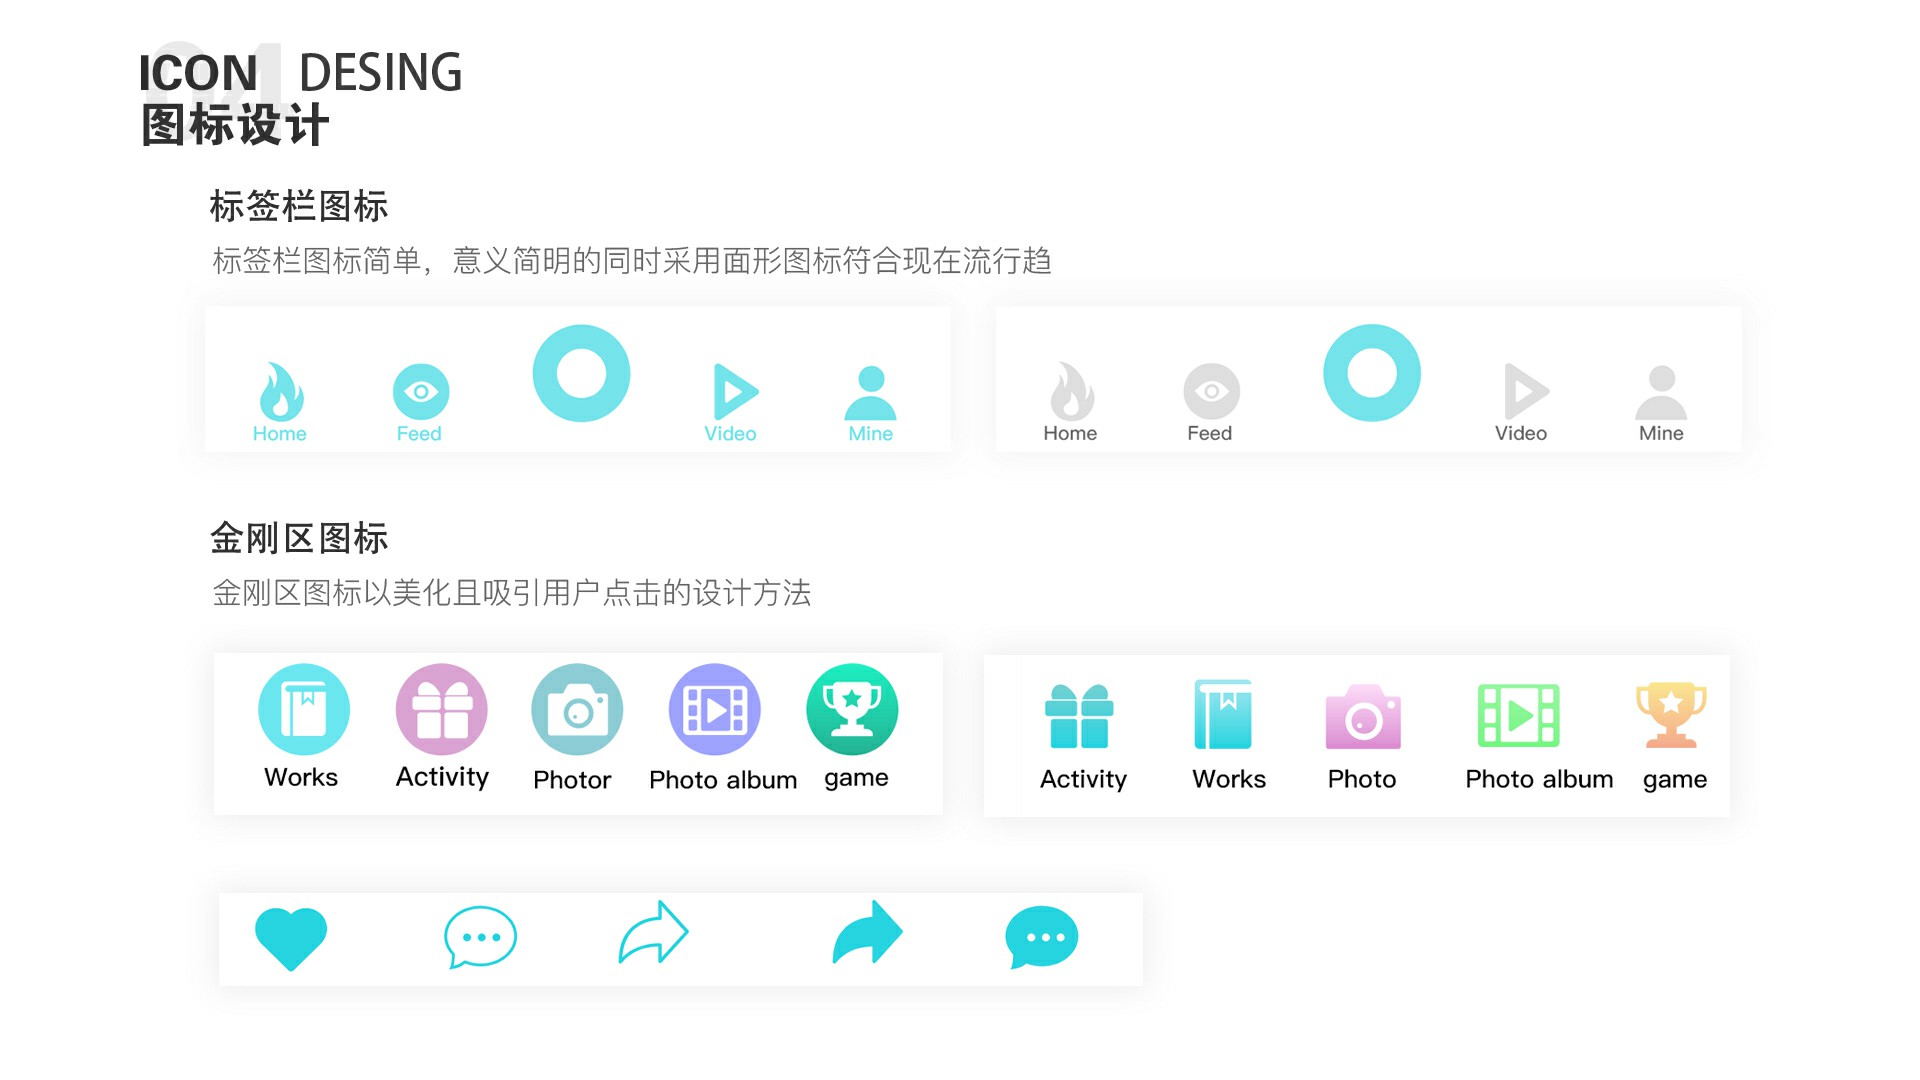 04
ICON DESING
图标设计
标签栏图标
标签栏图标简单，意义简明的同时采用面形图标符合现在流行趋
Home Feed Video Mine
Home Feed Video Mine
金刚区图标
金刚区图标以美化且吸引用户点击的设计方法
Works Activity Photor Photo album game
Activity Works Photo Photo album game